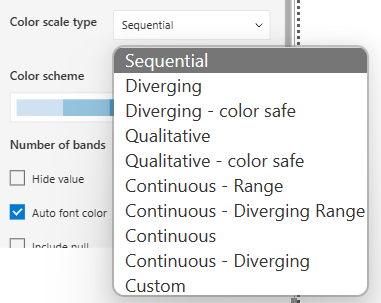 Color scale type
Sequential
Sequential
Color scheme
Diverging
Diverging - color safe
Qualitative
Number of bands
Qualitative - color safe
Hide value
Continuous - Range
Auto font color
Continuous - Diverging Range
Continuous
Include null
Continuous - Diverging
Custom